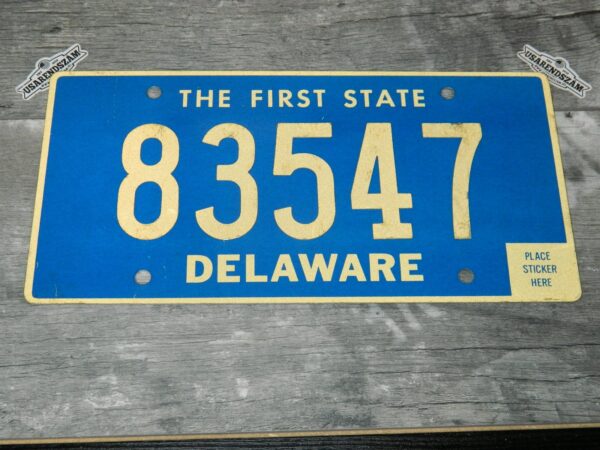 USARENDSZAM
USARENDSZAM
THE FIRST STATE
83547
DELAWARE
PLACE
STICKER
HERE